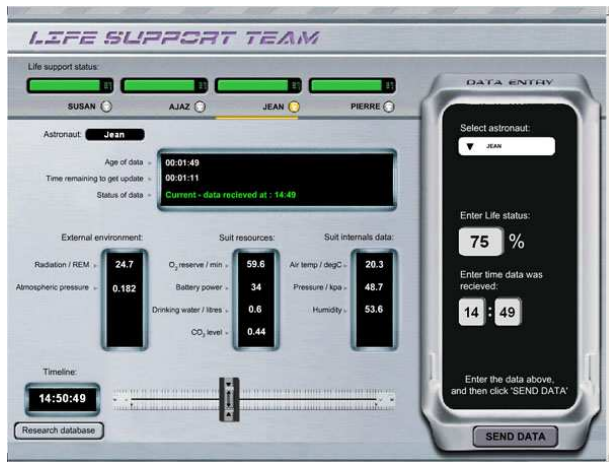 LIFE SUPPORT TEAM
Life support status:
SUSAN AJAZ JEAN PIERRE
Astronaut: Jean
Age of data 00:01:49
Time remaining to get update 00:01:11
Status of data Current - data recieved at : 14:49
External environment:
Radiation / REM 24.7
Atmospheric pressure 0.182
Suit resources:
O2 reserve / min 59.6
Battery power 34
Drinking water / litres 0.6
CO2 level 0.44
Suit internals data:
Air temp / degC 20.3
Pressure / kpa 48.7
Humidity 53.6
Timeline:
14:50:49
Research database
DATA ENTRY
Select astronaut:
JEAN
Enter Life status:
75 %
Enter time data was
recieved:
14 : 49
Enter the data above,
and then click 'SEND DATA'
SEND DATA